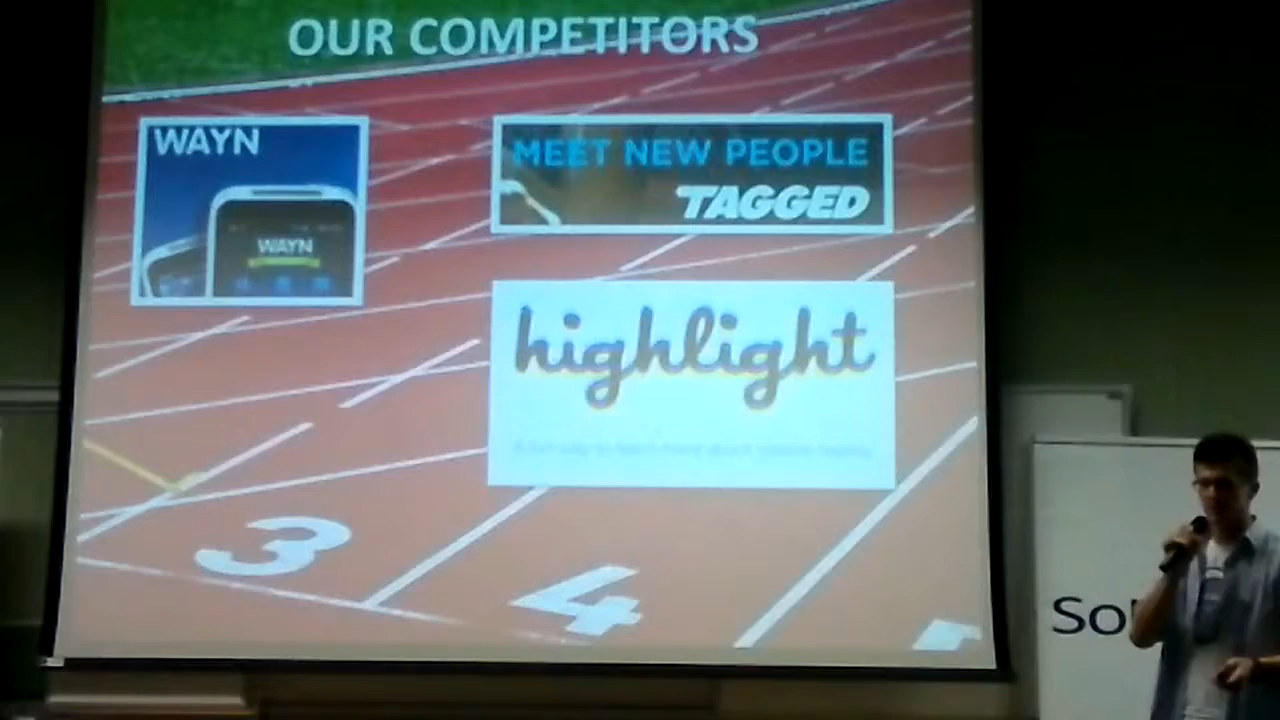 OUR COMPETITORS
WAYN
WAYN
MEET NEW PEOPLE
TAGGED
highlight
3
4
So